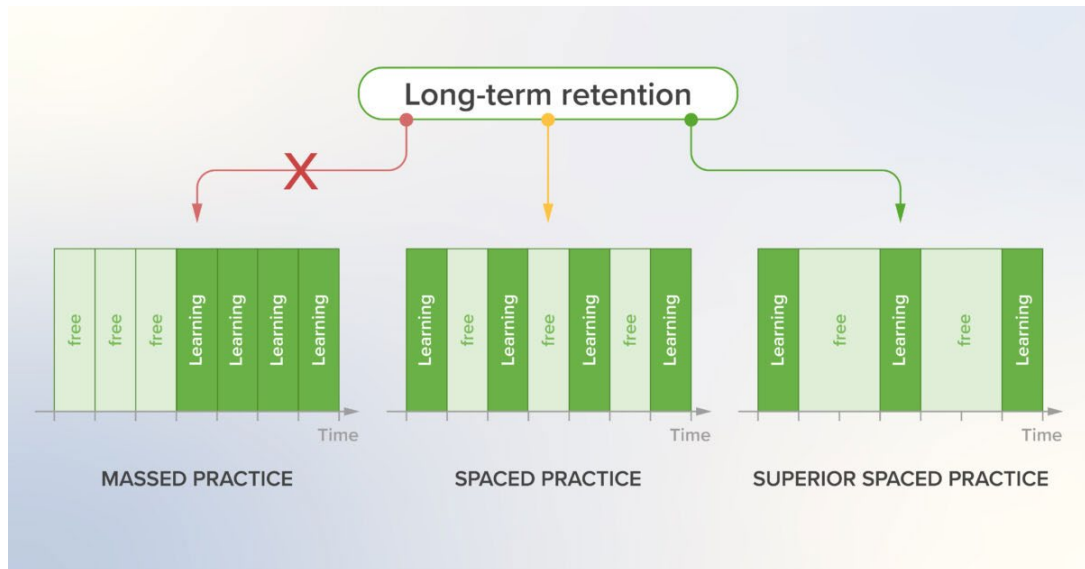 Long-term retention
X
free
free
free
Learning
Learning
Learning
Learning
Time
MASSED PRACTICE
Learning
free
Learning
free
Learning
free
Learning
Time
SPACED PRACTICE
Learning
free
Learning
free
Learning
Time
SUPERIOR SPACED PRACTICE